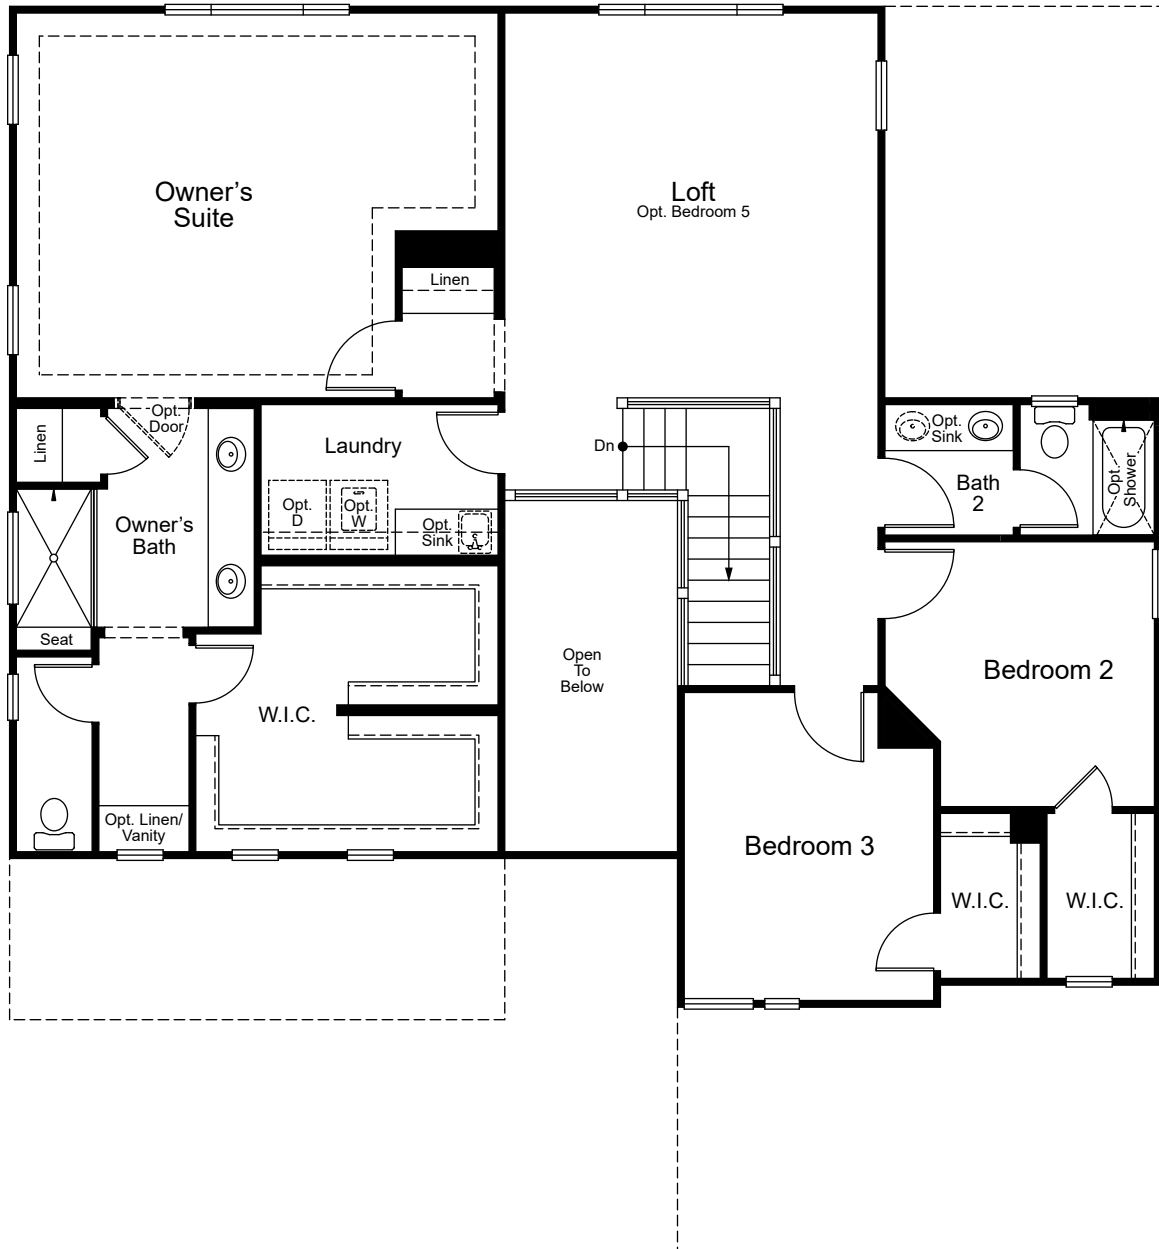 Owner's
Suite
Loft
Opt. Bedroom 5
Linen
Opt.
Door
Linen
Laundry
Dn
Opt.
Sink
Bath
2
Opt.
Shower
Owner's
Bath
Opt.
D
Opt.
W
Opt.
Sink
Seat
Open
To
Below
Bedroom 2
W.I.C.
Opt. Linen/
Vanity
Bedroom 3
W.I.C.
W.I.C.